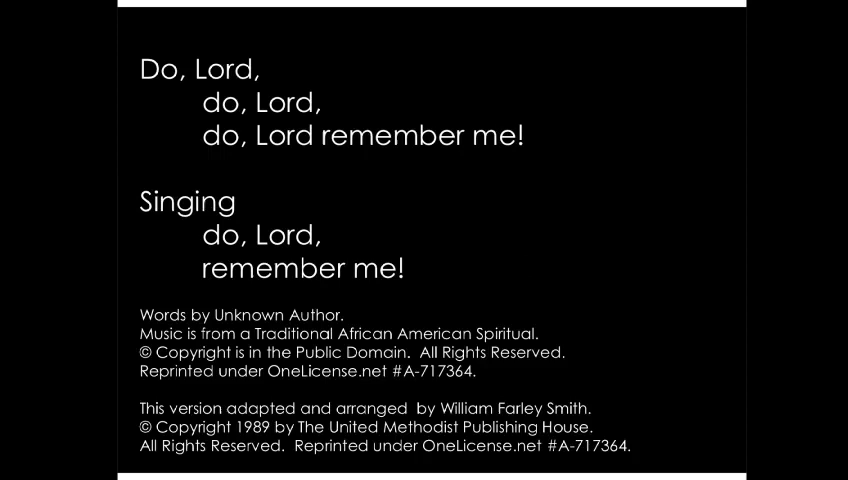 Do, Lord,
do, Lord,
do, Lord remember me!
Singing
do, Lord,
remember me!
Words by Unknown Author.
Music is from a Traditional African American Spiritual.
© Copyright is in the Public Domain.  All Rights Reserved.
Reprinted under OneLicense.net #A-717364.
This version adapted and arranged  by William Farley Smith.
© Copyright 1989 by The United Methodist Publishing House.
All Rights Reserved.  Reprinted under OneLicense.net #A-717364.